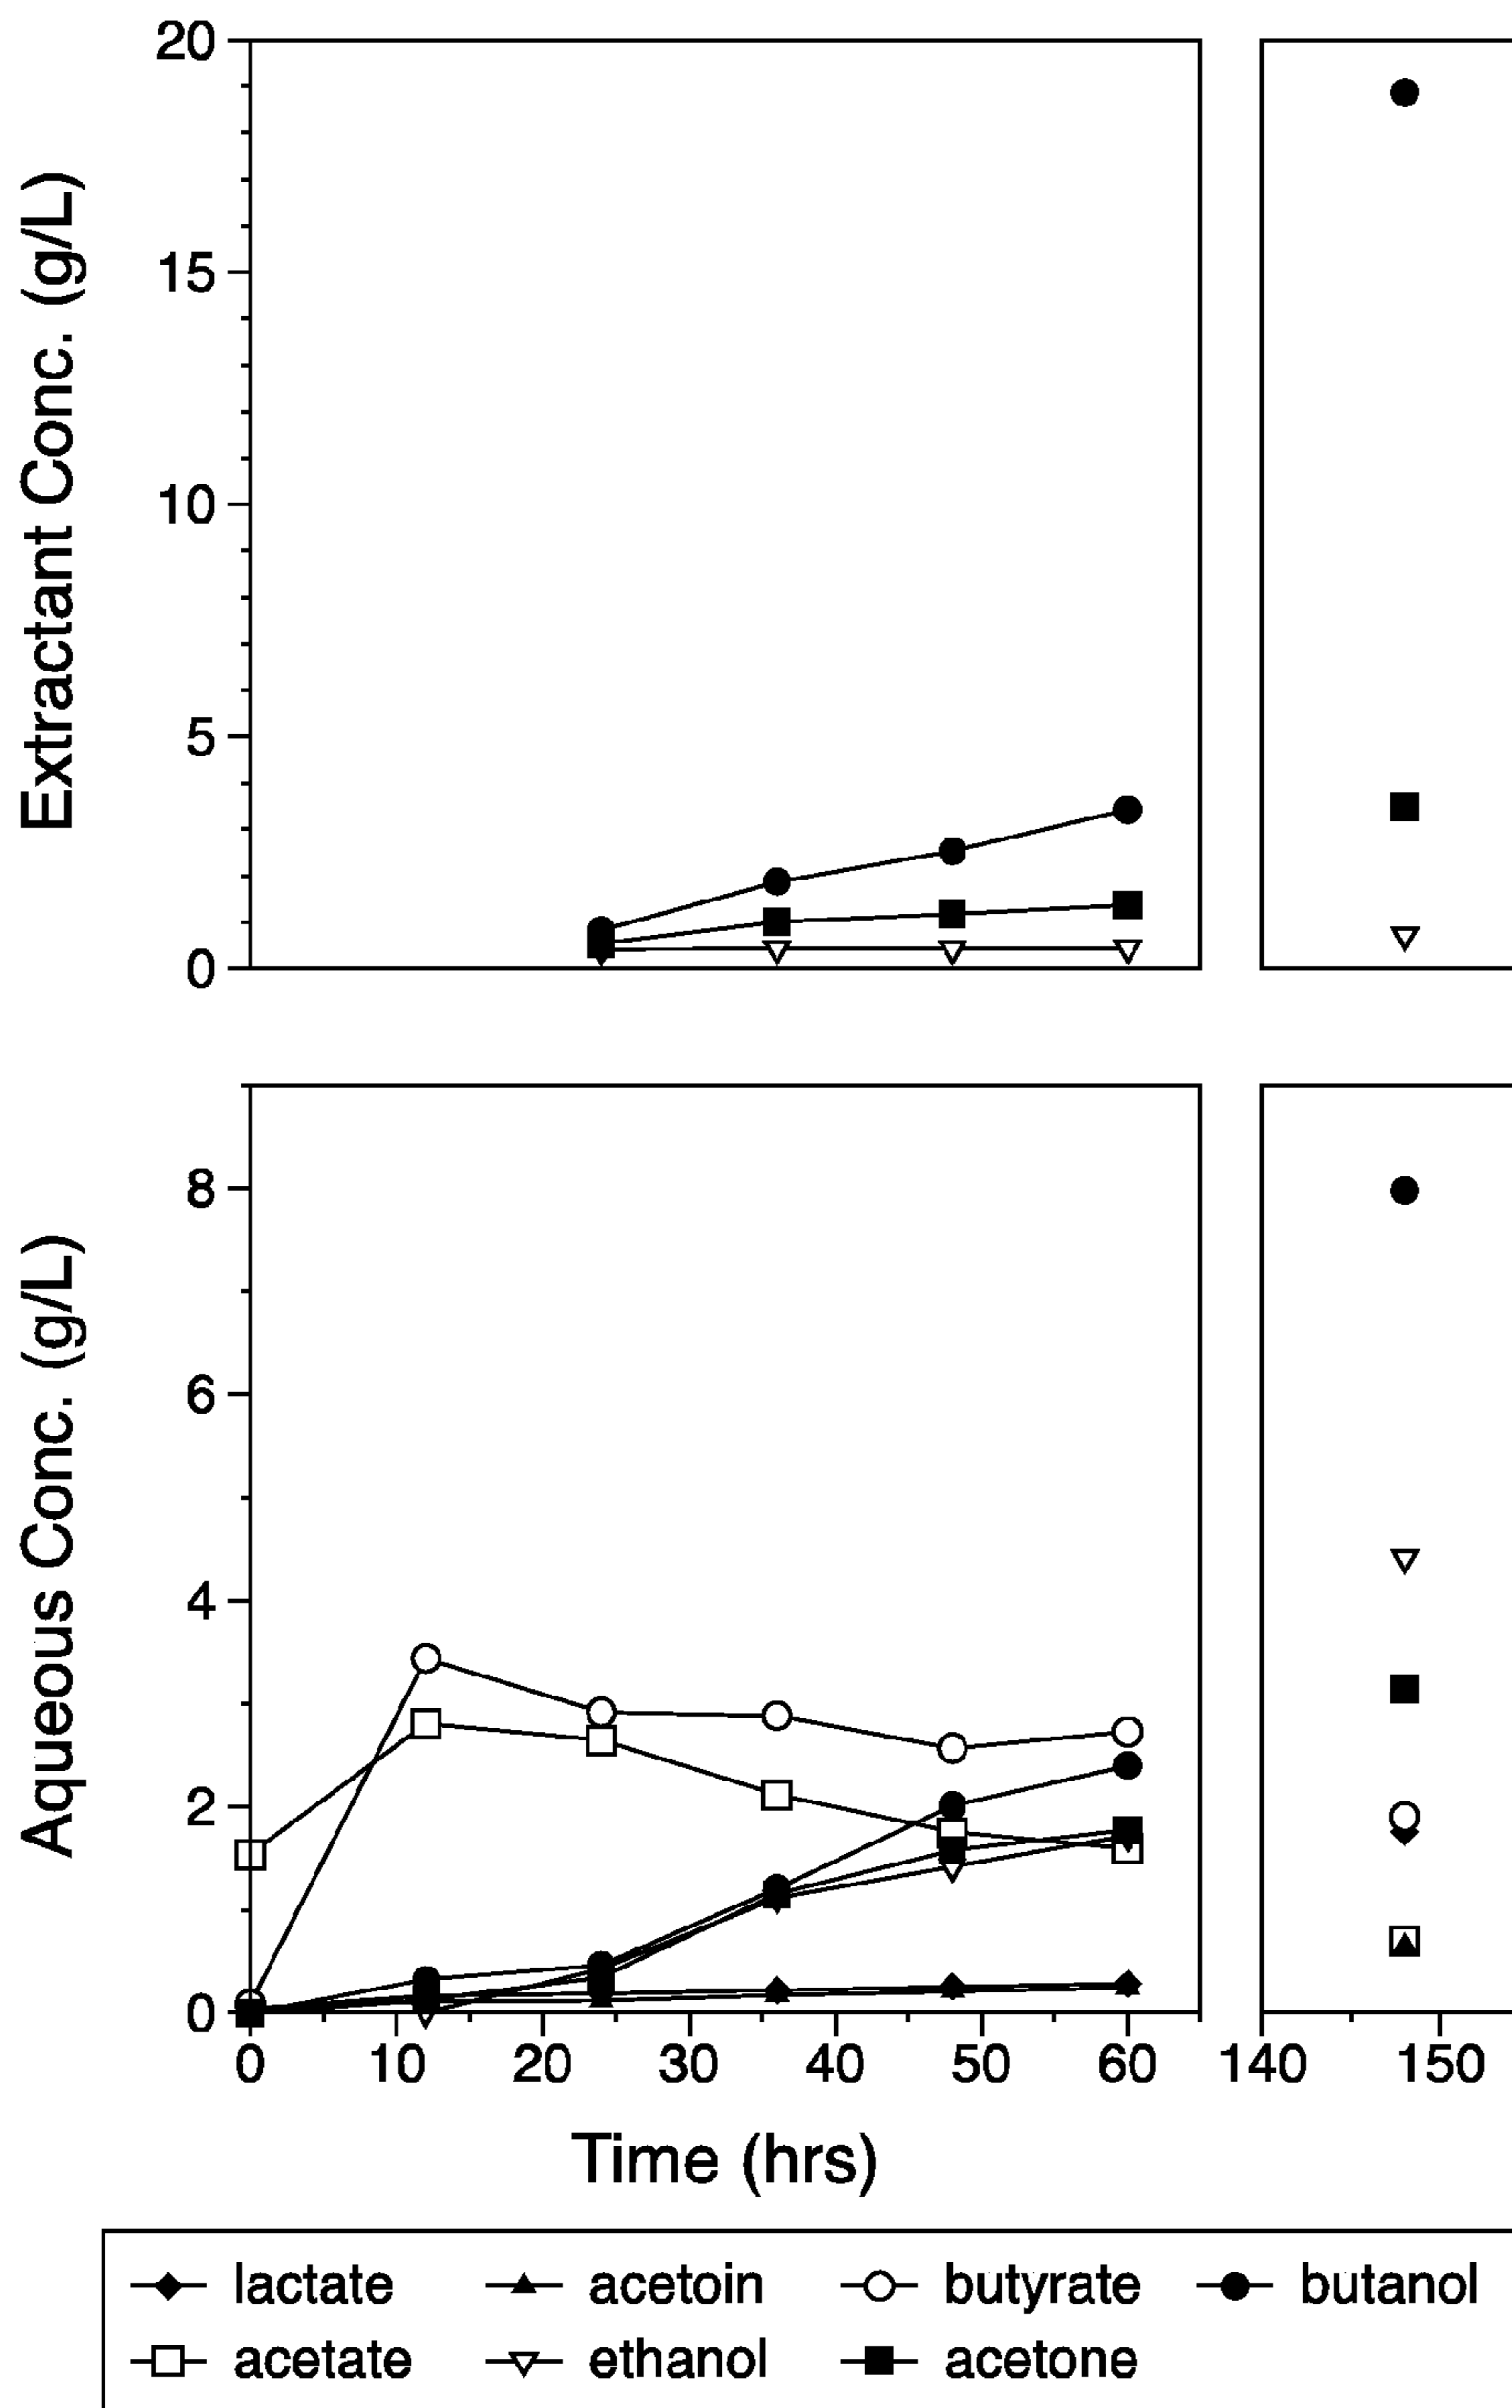 20
15
10
5
0
Extractant Conc. (g/L)
8
6
4
2
0
Aqueous Conc. (g/L)
0 10 20 30 40 50 60 140 150
Time (hrs)
lactate acetoin butyrate butanol
acetate ethanol acetone